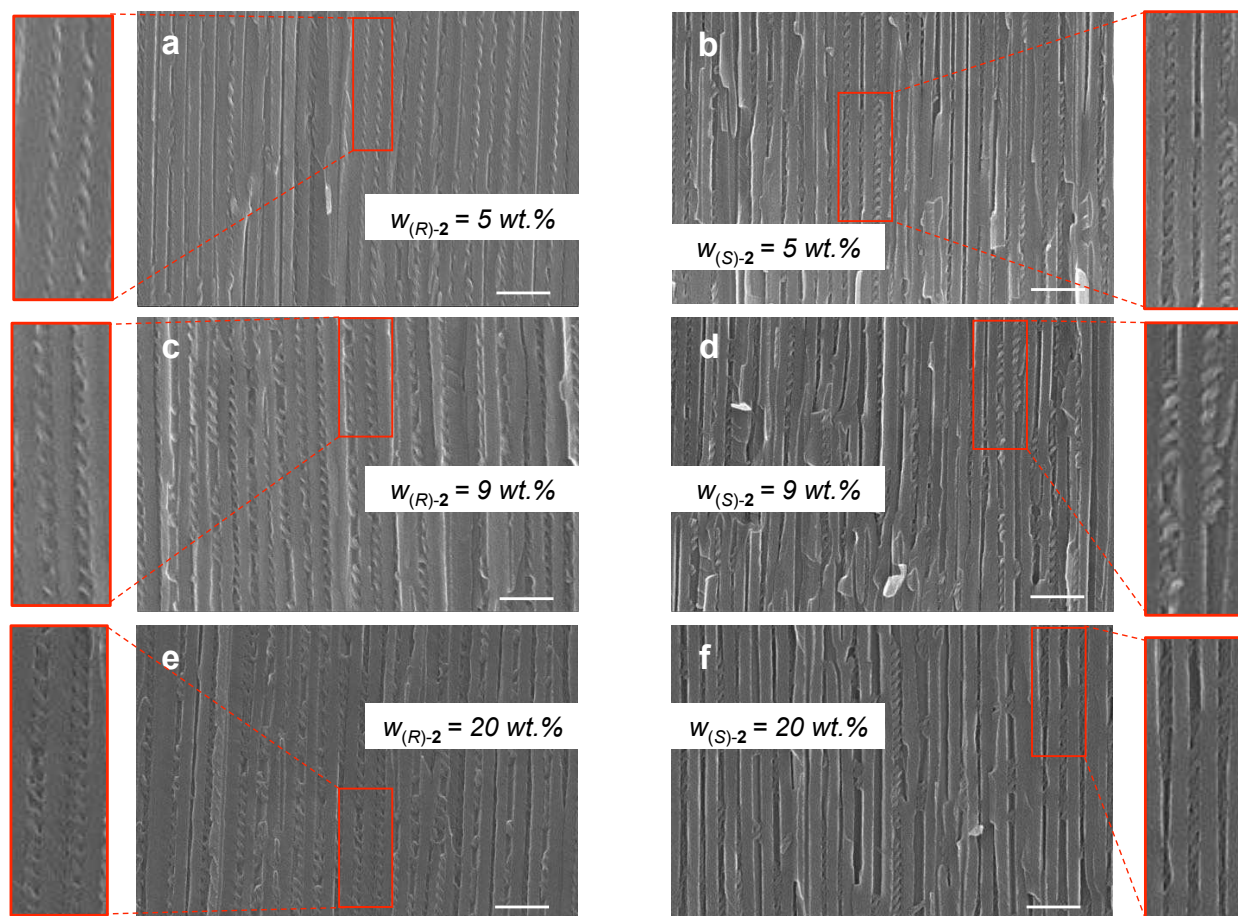 a
b
w(R)-2 = 5 wt.%
w(S)-2 = 5 wt.%
c
d
w(R)-2 = 9 wt.%
w(S)-2 = 9 wt.%
e
f
w(R)-2 = 20 wt.%
w(S)-2 = 20 wt.%